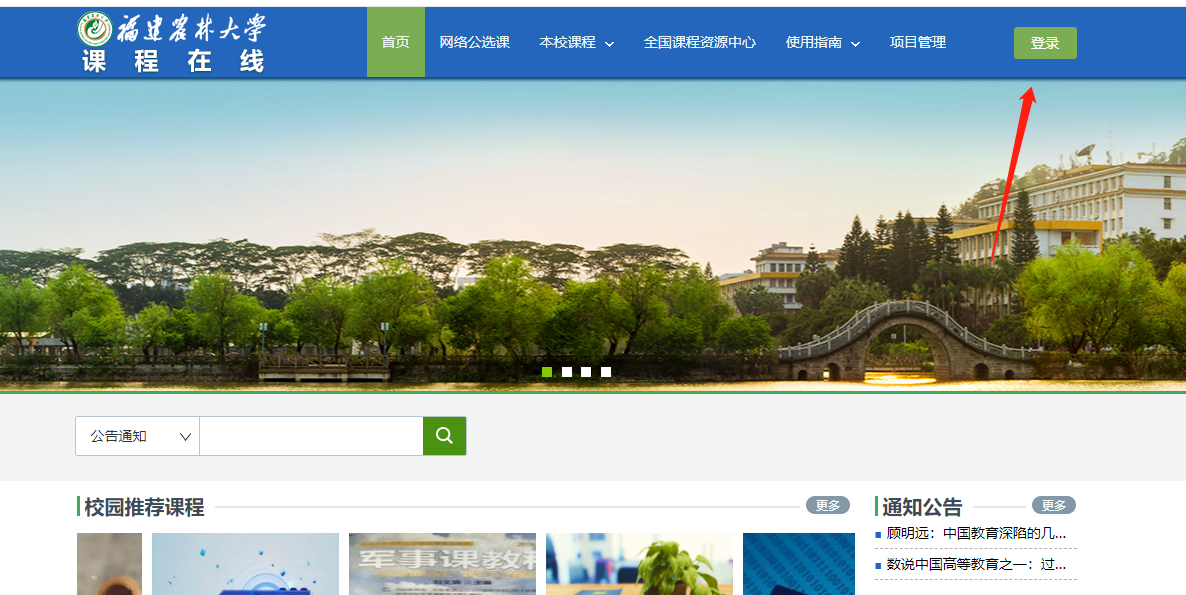 福建农林大学
课程在线
首页
网络公选课
本校课程
全国课程资源中心
使用指南
项目管理
登录
公告通知
校园推荐课程
更多
通知公告
更多
顾明远：中国教育深陷的几...
数说中国高等教育之一：过...
军事课教